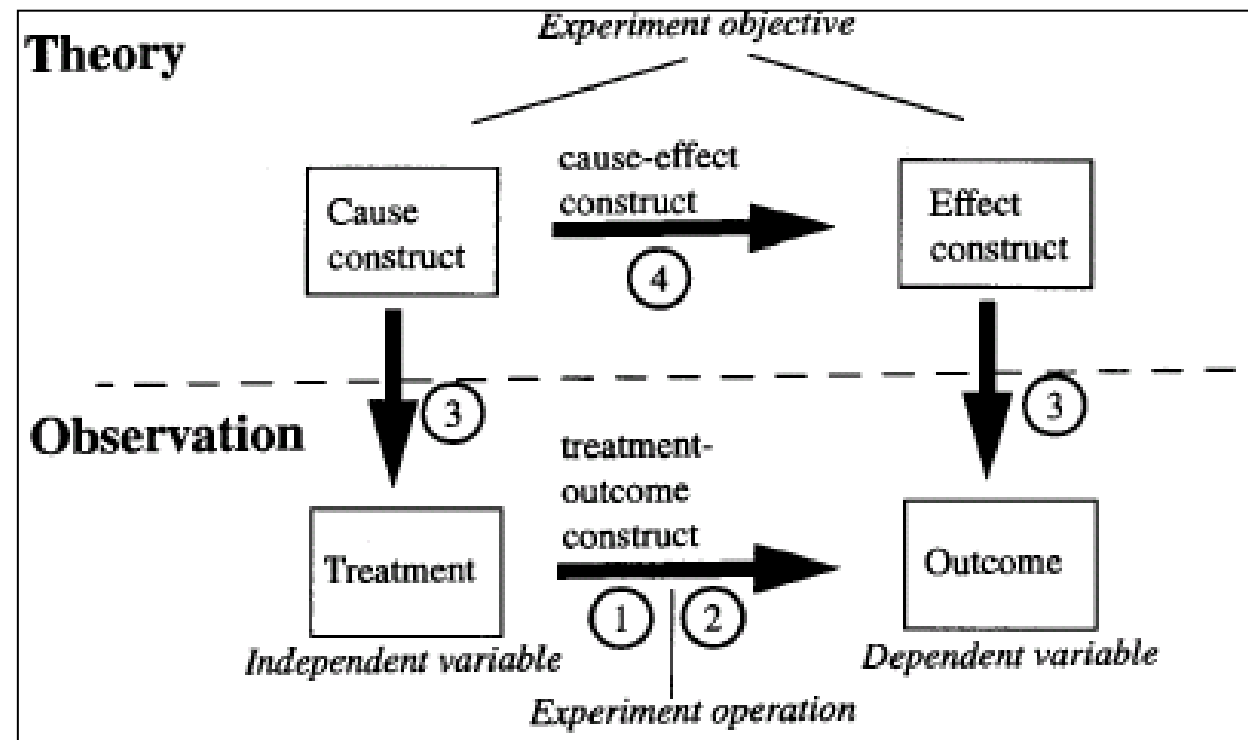 Experiment objective
Theory
cause-effect
construct
Cause
construct
Effect
construct
4
3
3
Observation
treatment-
outcome
construct
Treatment
Outcome
1
2
Independent variable
Dependent variable
Experiment operation